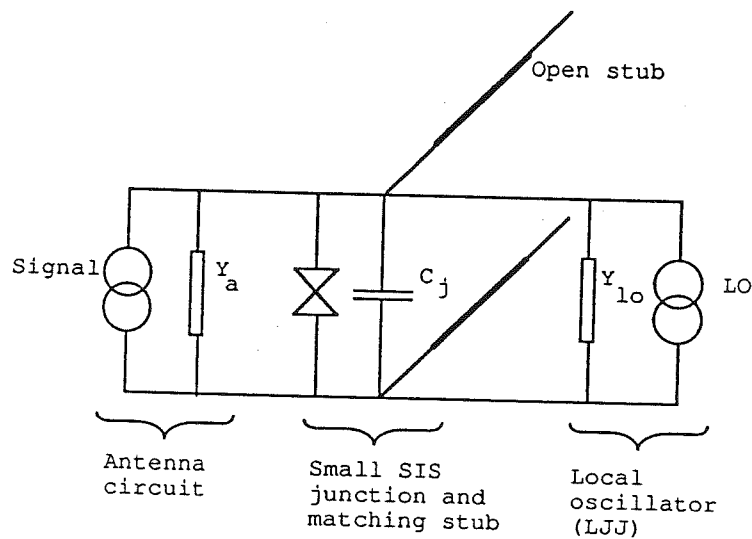 Open stub
Signal
Y a
C j
Y lo
LO
Antenna
circuit
Small SIS
junction and
matching stub
Local
oscillator
(LJJ)